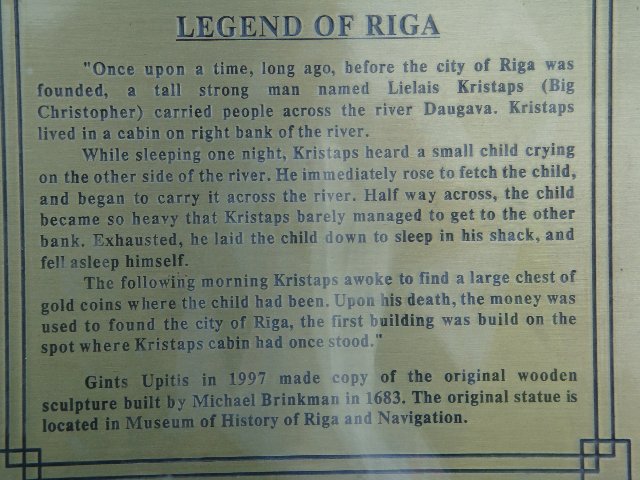 LEGEND OF RIGA
"Once upon a time, long ago, before the city of Riga was
founded, a tall strong man named Lielais Kristaps (Big
Christopher) carried people across the river Daugava. Kristaps
lived in a cabin on right bank of the river.
While sleeping one night, Kristaps heard a small child crying
on the other side of the river. He immediately rose to fetch the child,
and began to carry it across the river. Half way across, the child
became so heavy that Kristaps barely managed to get to the other
bank. Exhausted, he laid the child down to sleep in his shack, and
fell asleep himself.
The following morning Kristaps awoke to find a large chest of
gold coins where the child had been. Upon his death, the money was
used to found the city of Rīga, the first building was build on the
spot where Kristaps cabin had once stood."
Gints Upitis in 1997 made copy of the original wooden
sculpture built by Michael Brinkman in 1683. The original statue is
located in Museum of History of Riga and Navigation.